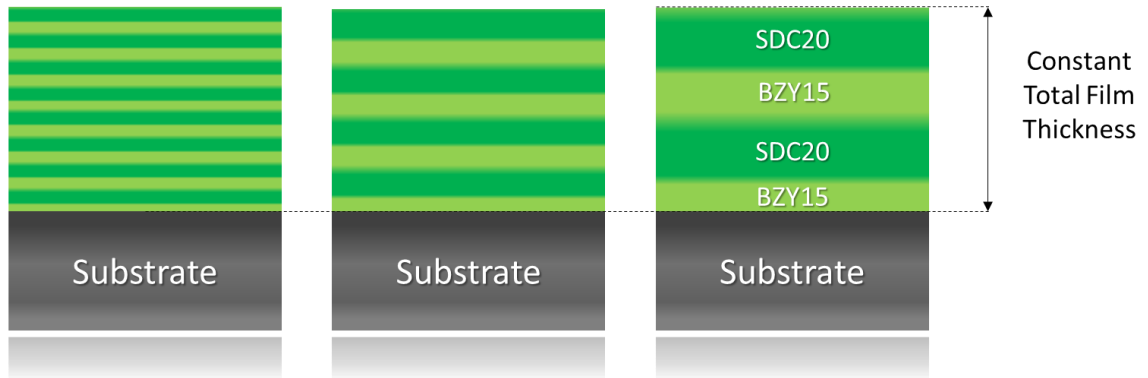 SDC20
BZY15
SDC20
BZY15
Constant
Total Film
Thickness
Substrate
Substrate
Substrate